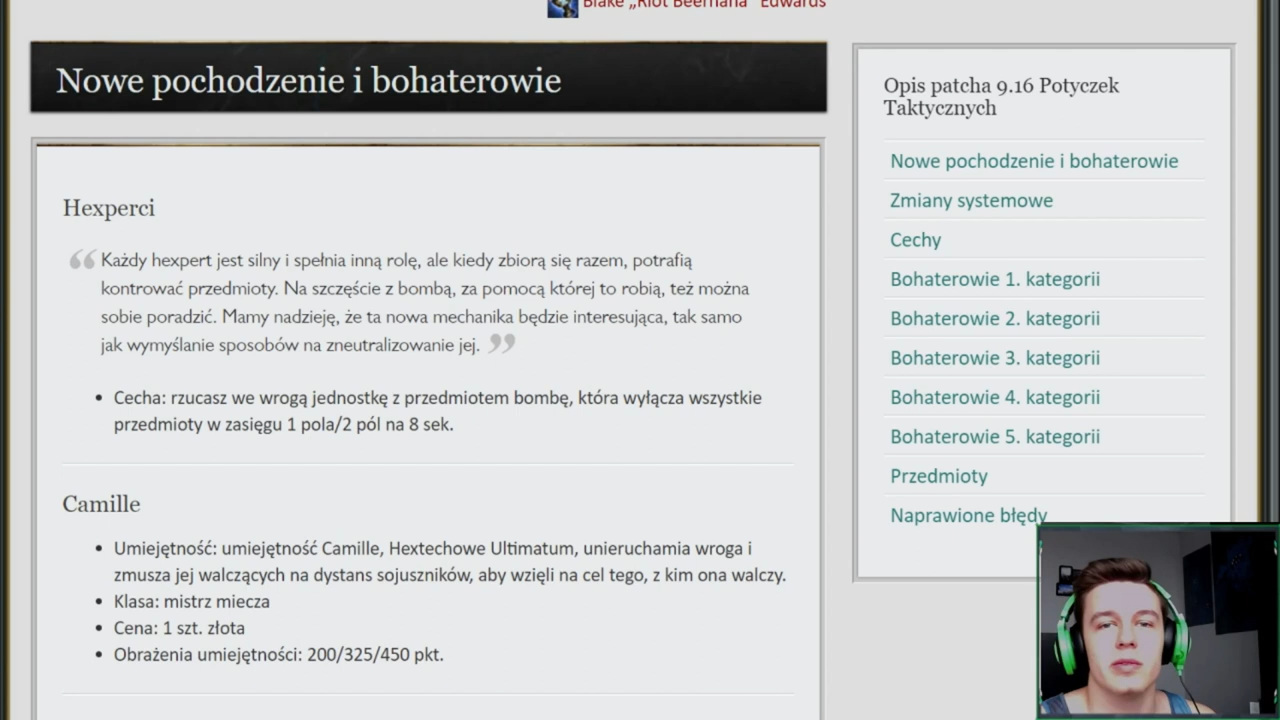 Blake „Riot Beernana” Edwards
Nowe pochodzenie i bohaterowie
Hexperci
“ Każdy hexpert jest silny i spełnia inną rolę, ale kiedy zbiorą się razem, potrafią
kontrować przedmioty. Na szczęście z bombą, za pomocą której to robią, też można
sobie poradzić. Mamy nadzieję, że ta nowa mechanika będzie interesująca, tak samo
jak wymyślanie sposobów na zneutralizowanie jej. ”
• Cecha: rzucasz we wrogą jednostkę z przedmiotem bombę, która wyłącza wszystkie
przedmioty w zasięgu 1 pola/2 pól na 8 sek.
Camille
• Umiejętność: umiejętność Camille, Hextechowe Ultimatum, unieruchamia wroga i
zmusza jej walczących na dystans sojuszników, aby wzięli na cel tego, z kim ona walczy.
• Klasa: mistrz miecza
• Cena: 1 szt. złota
• Obrażenia umiejętności: 200/325/450 pkt.
Opis patcha 9.16 Potyczek
Taktycznych
Nowe pochodzenie i bohaterowie
Zmiany systemowe
Cechy
Bohaterowie 1. kategorii
Bohaterowie 2. kategorii
Bohaterowie 3. kategorii
Bohaterowie 4. kategorii
Bohaterowie 5. kategorii
Przedmioty
Naprawione błędy